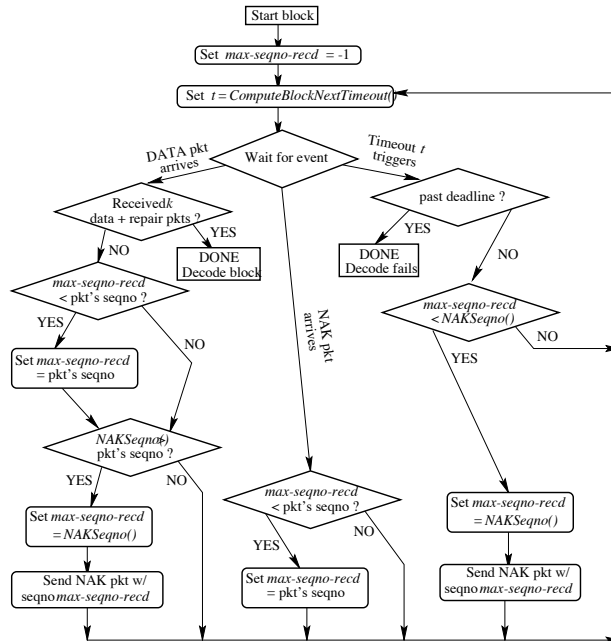 Start block
Set max-seqno-recd = -1
Set t = ComputeBlockNextTimeout()
Wait for event
DATA pkt
arrives
Timeout t
triggers
Received k
data + repair pkts ?
past deadline ?
YES
NO
DONE
Decode block
YES
NO
DONE
Decode fails
max-seqno-recd
< pkt's seqno ?
max-seqno-recd
< NAKSeqno()
NAK pkt
arrives
YES
NO
NO
YES
Set max-seqno-recd
= pkt's seqno
NAKSeqno()>
pkt's seqno ?
YES
NO
max-seqno-recd
< pkt's seqno ?
Set max-seqno-recd
= NAKSeqno()
Set max-seqno-recd
= NAKSeqno()
YES
NO
Send NAK pkt w/
seqno max-seqno-recd
Set max-seqno-recd
= pkt's seqno
Send NAK pkt w/
seqno max-seqno-recd